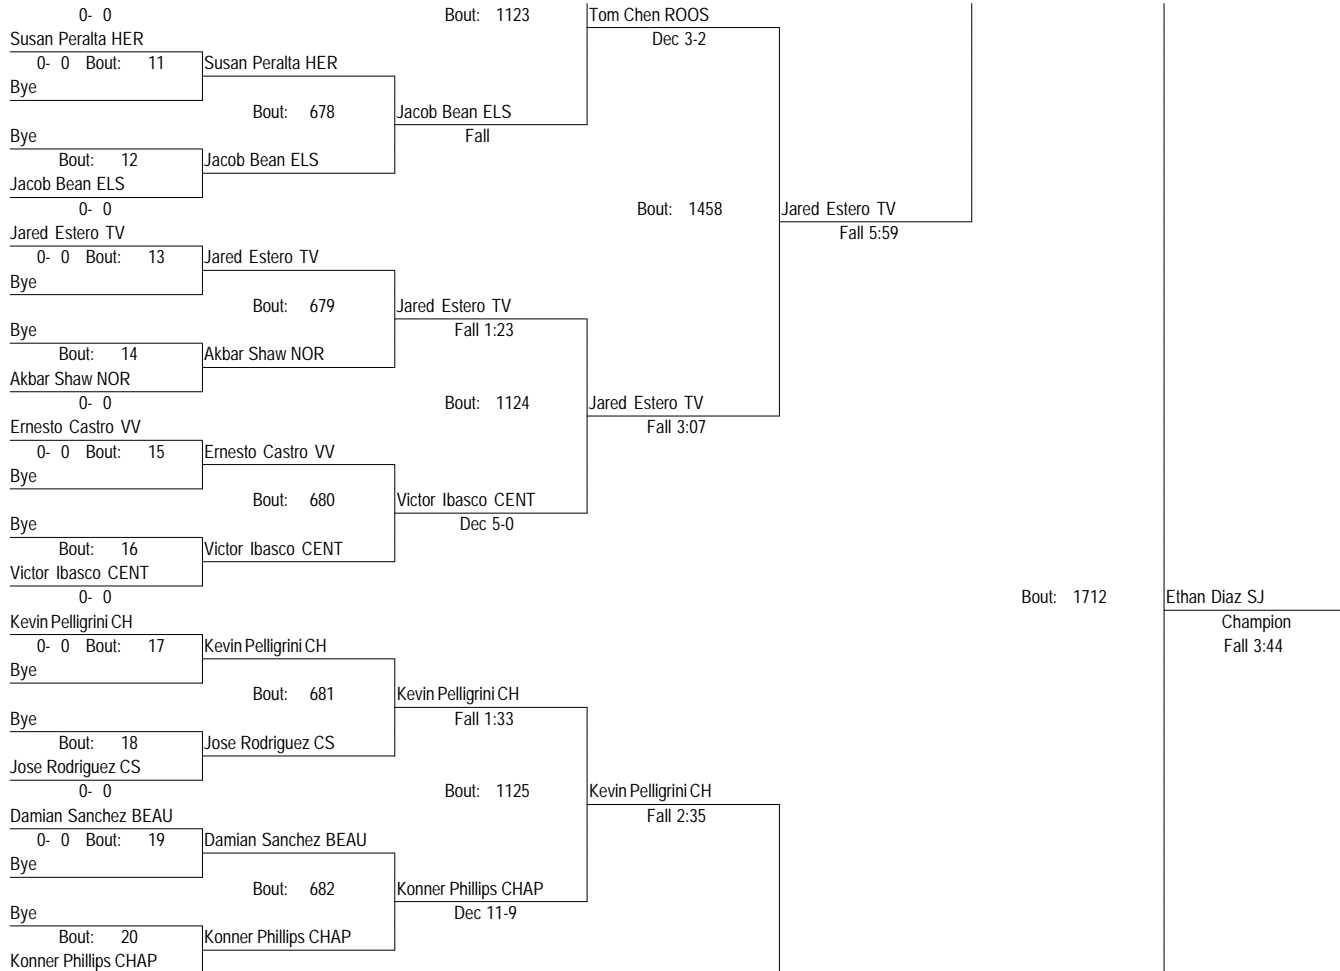 0- 0 Bout: 1123 Tom Chen ROOS
Susan Peralta HER Dec 3-2
0- 0 Bout: 11 Susan Peralta HER
Bye
Bout: 678 Jacob Bean ELS
Bye Fall
Bout: 12 Jacob Bean ELS
Jacob Bean ELS
0- 0 Bout: 1458 Jared Estero TV
Jared Estero TV Fall 5:59
0- 0 Bout: 13 Jared Estero TV
Bye
Bout: 679 Jared Estero TV
Bye Fall 1:23
Bout: 14 Akbar Shaw NOR
Akbar Shaw NOR
0- 0 Bout: 1124 Jared Estero TV
Ernesto Castro VV Fall 3:07
0- 0 Bout: 15 Ernesto Castro VV
Bye
Bout: 680 Victor Ibasco CENT
Bye Dec 5-0
Bout: 16 Victor Ibasco CENT
Victor Ibasco CENT
0- 0 Bout: 1712 Ethan Diaz SJ
Kevin Pelligrini CH Champion
0- 0 Bout: 17 Kevin Pelligrini CH Fall 3:44
Bye
Bout: 681 Kevin Pelligrini CH
Bye Fall 1:33
Bout: 18 Jose Rodriguez CS
Jose Rodriguez CS
0- 0 Bout: 1125 Kevin Pelligrini CH
Damian Sanchez BEAU Fall 2:35
0- 0 Bout: 19 Damian Sanchez BEAU
Bye
Bout: 682 Konner Phillips CHAP
Bye Dec 11-9
Bout: 20 Konner Phillips CHAP
Konner Phillips CHAP